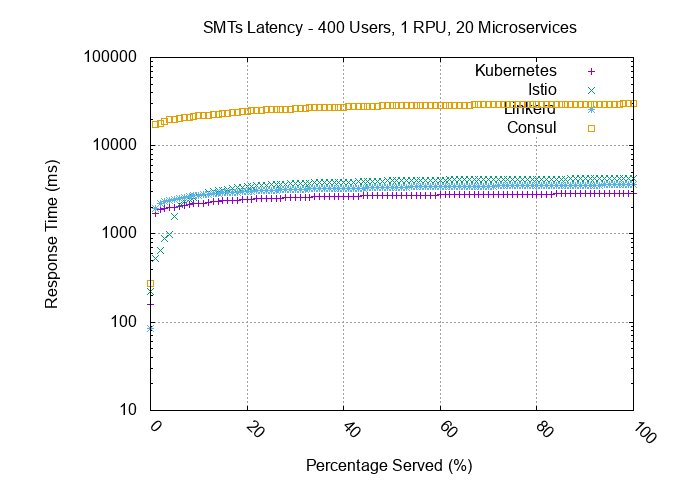 SMTs Latency - 400 Users, 1 RPU, 20 Microservices
100000
10000
1000
100
10
Response Time (ms)
Kubernetes
Istio
Linkerd
Consul
0
20
40
60
80
100
Percentage Served (%)